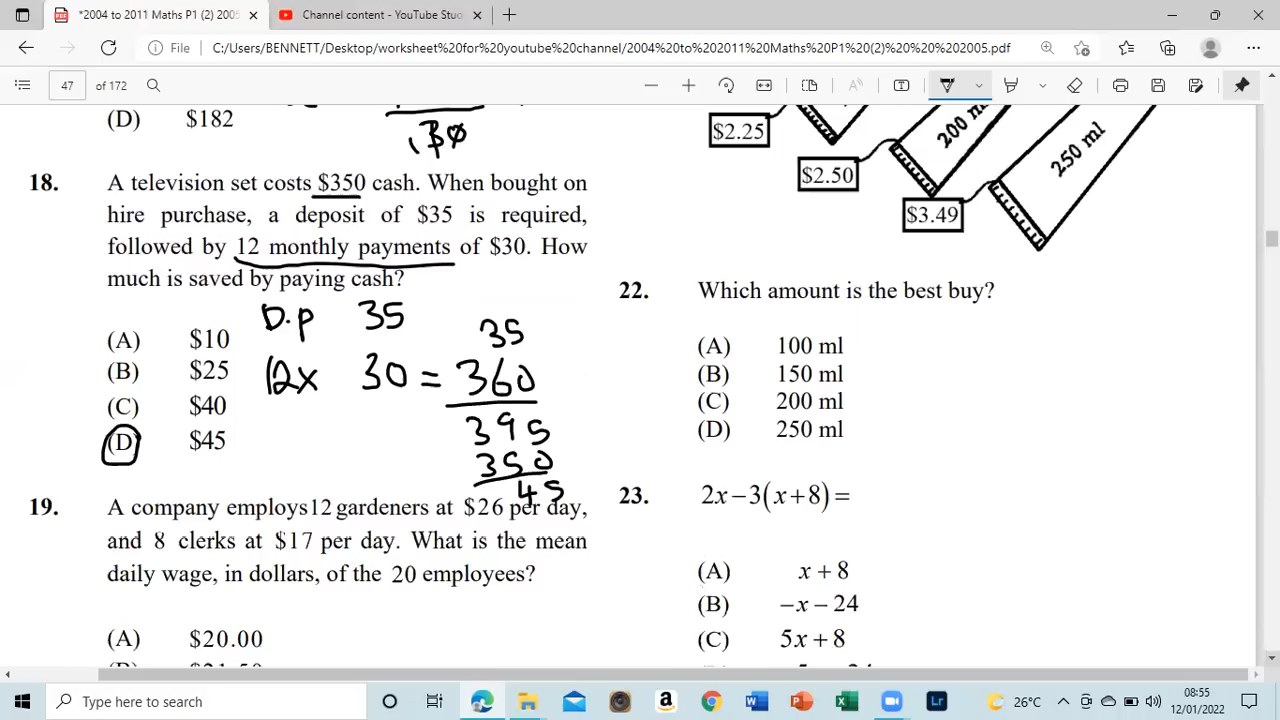 *2004 to 2011 Maths P1 (2) 2005
Channel content - YouTube Stu
File
C:/Users/BENNETT/Desktop/worksheet%20for%20youtube%20channel/2004%20to%202011%20Maths%20P1%20(2)%20%20%202005.pdf
47 of 172
(D) $182
130
18. A television set costs $350 cash. When bought on
hire purchase, a deposit of $35 is required,
followed by 12 monthly payments of $30. How
much is saved by paying cash?
(A) $10
(B) $25
(C) $40
(D) $45
D.p 35
12x 30 = 360
35
395
350
45
19. A company employs 12 gardeners at $26 per day,
and 8 clerks at $17 per day. What is the mean
daily wage, in dollars, of the 20 employees?
(A) $20.00
$2.25
$2.50
$3.49
200 ml
250 ml
22. Which amount is the best buy?
(A) 100 ml
(B) 150 ml
(C) 200 ml
(D) 250 ml
23. 2x−3(x+8)=
(A) x + 8
(B) −x − 24
(C) 5x + 8
Type here to search
26°C
08:55
12/01/2022